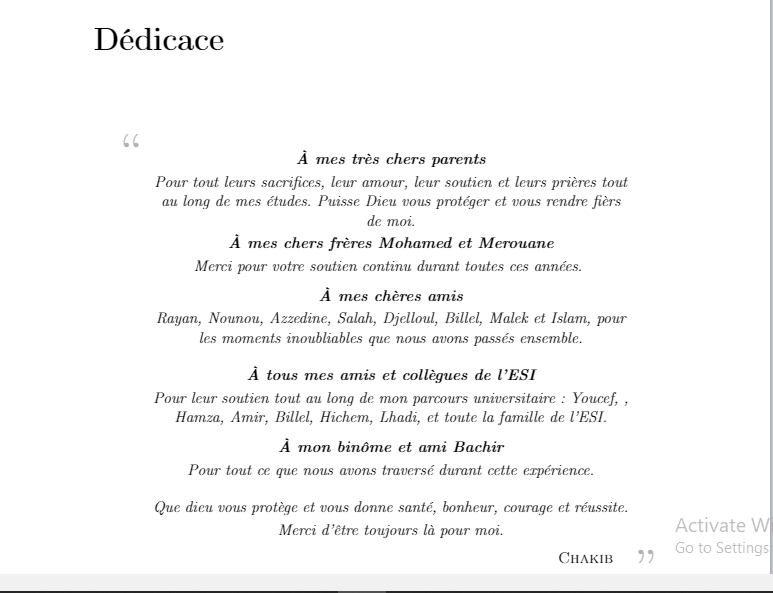 Dédicace
“
À mes très chers parents
Pour tout leurs sacrifices, leur amour, leur soutien et leurs prières tout
au long de mes études. Puisse Dieu vous protéger et vous rendre fièrs
de moi.
À mes chers frères Mohamed et Merouane
Merci pour votre soutien continu durant toutes ces années.
À mes chères amis
Rayan, Nounou, Azzedine, Salah, Djelloul, Billel, Malek et Islam, pour
les moments inoubliables que nous avons passés ensemble.
À tous mes amis et collègues de l'ESI
Pour leur soutien tout au long de mon parcours universitaire : Youcef, ,
Hamza, Amir, Billel, Hichem, Lhadi, et toute la famille de l'ESI.
À mon binôme et ami Bachir
Pour tout ce que nous avons traversé durant cette expérience.
Que dieu vous protège et vous donne santé, bonheur, courage et réussite.
Merci d'être toujours là pour moi.
Chakib ”
Activate Wi
Go to Settings